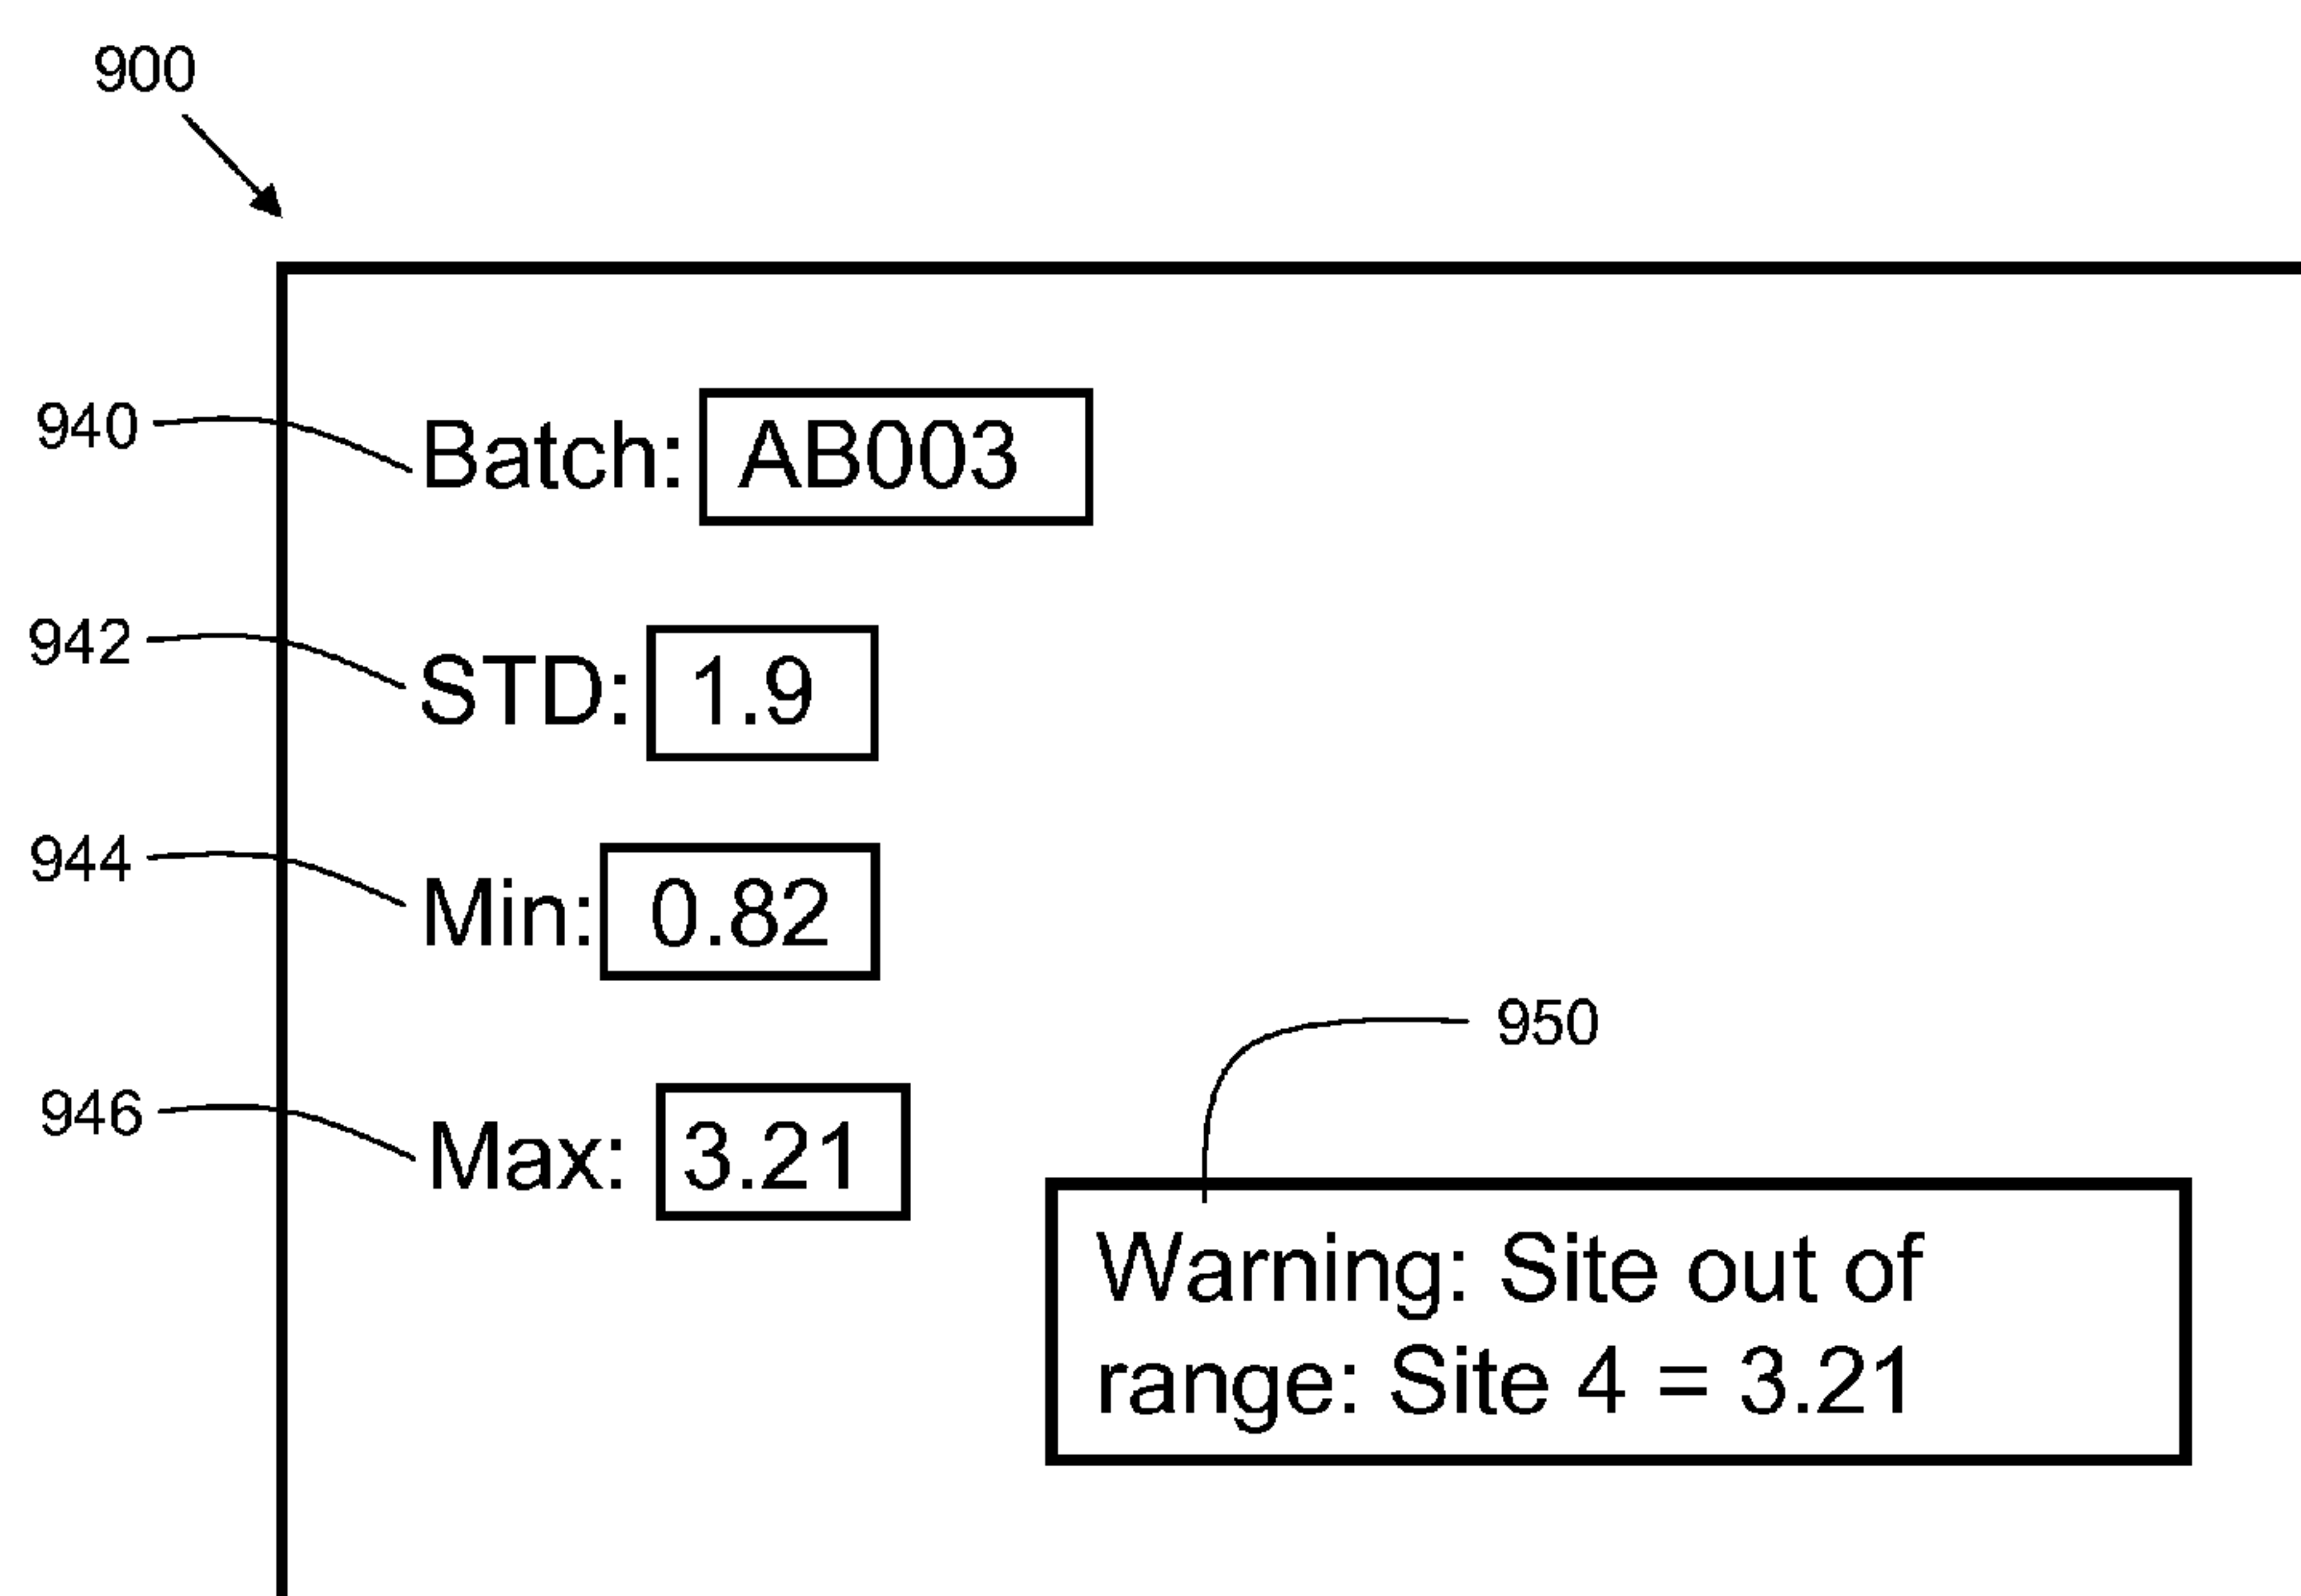 900
940 Batch: AB003
942 STD: 1.9
944 Min: 0.82
950
946 Max: 3.21
Warning: Site out of
range: Site 4 = 3.21